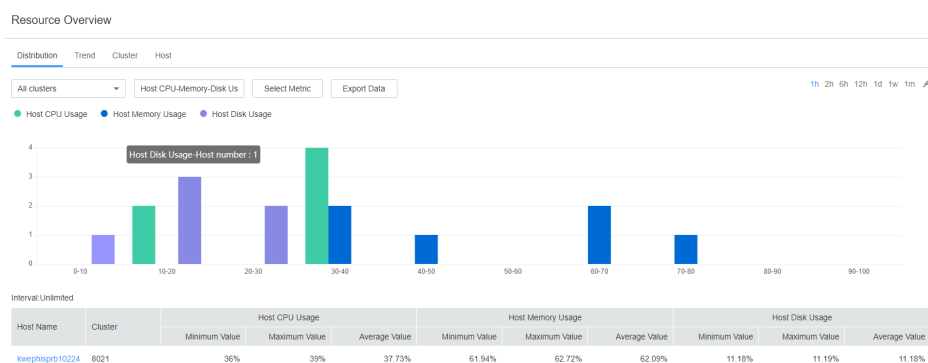 Resource Overview
Distribution Trend Cluster Host
All clusters Host CPU-Memory-Disk Us Select Metric Export Data 1h 2h 6h 12h 1d 1w 1m
Host CPU Usage Host Memory Usage Host Disk Usage
4
Host Disk Usage-Host number : 1
3
2
1
0
0-10 10-20 20-30 30-40 40-50 50-60 60-70 70-80 80-90 90-100
Interval:Unlimited
Host Name Cluster Host CPU Usage Host Memory Usage Host Disk Usage
Minimum Value Maximum Value Average Value Minimum Value Maximum Value Average Value Minimum Value Maximum Value Average Value
kwephisprb10224 8021 36% 39% 37.73% 61.94% 62.72% 62.09% 11.18% 11.19% 11.18%